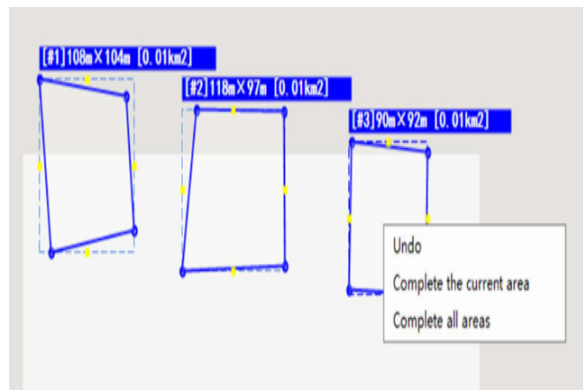 [#1]108m×104m [0.01km2]
[#2]118m×97m [0.01km2]
[#3]90m×92m [0.01km2]
Undo
Complete the current area
Complete all areas